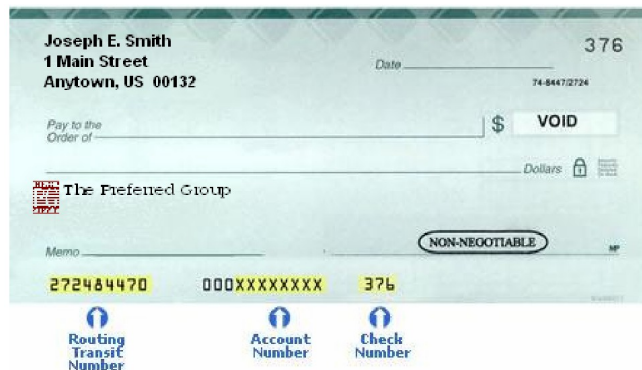 Joseph E. Smith
376
1 Main Street
Date
Anytown, US 00132
74-8447/2724
Pay to the
Order of
$ VOID
Dollars
The Preferred Group
Memo
NON-NEGOTIABLE
MP
272484470 000XXXXXXXX 376
Routing
Transit
Number
Account
Number
Check
Number